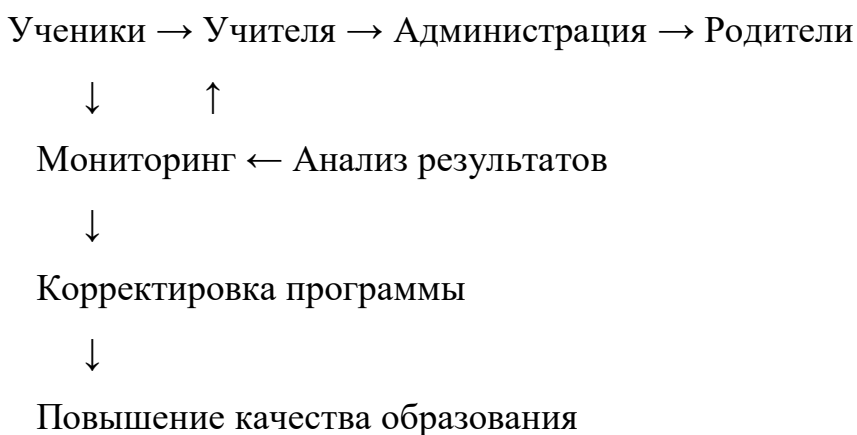 Ученики → Учителя → Администрация → Родители
↓ ↑
Мониторинг ← Анализ результатов
↓
Корректировка программы
↓
Повышение качества образования